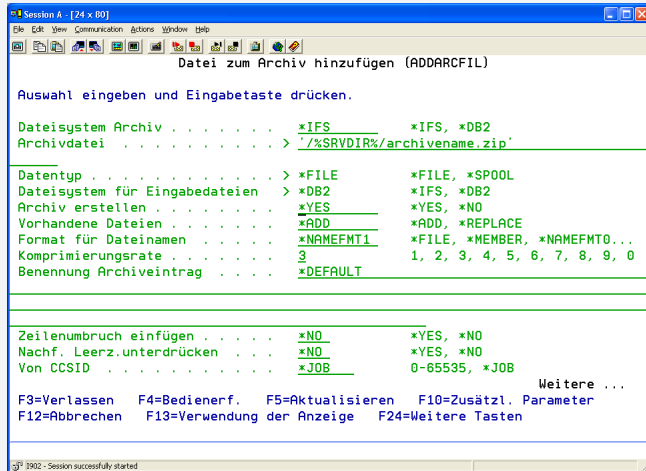 Session A - [24 x 80]
File Edit View Communication Actions Window Help
Datei zum Archiv hinzufügen (ADDARCFIL)
Auswahl eingeben und Eingabetaste drücken.
Dateisystem Archiv . . . . . . . *IFS *IFS, *DB2
Archivdatei . . . . . . . . . . > '/%SRVDIR%/archivename.zip'
Datentyp . . . . . . . . . . . . > *FILE *FILE, *SPOOL
Dateisystem für Eingabedateien > *DB2 *IFS, *DB2
Archiv erstellen . . . . . . . . *YES *YES, *NO
Vorhandene Dateien . . . . . . . *ADD *ADD, *REPLACE
Format für Dateinamen . . . . . *NAMEFMT1 *FILE, *MEMBER, *NAMEFMT0...
Komprimierungsrate . . . . . . . 3 1, 2, 3, 4, 5, 6, 7, 8, 9, 0
Benennung Archiveintrag . . . . *DEFAULT
Zeilenumbruch einfügen . . . . . *NO *YES, *NO
Nachf. Leerz.unterdrücken . . . *NO *YES, *NO
Von CCSID . . . . . . . . . . . *JOB 0-65535, *JOB
Weitere ...
F3=Verlassen F4=Bedienerf. F5=Aktualisieren F10=Zusätzl. Parameter
F12=Abbrechen F13=Verwendung der Anzeige F24=Weitere Tasten
I902 - Session successfully started